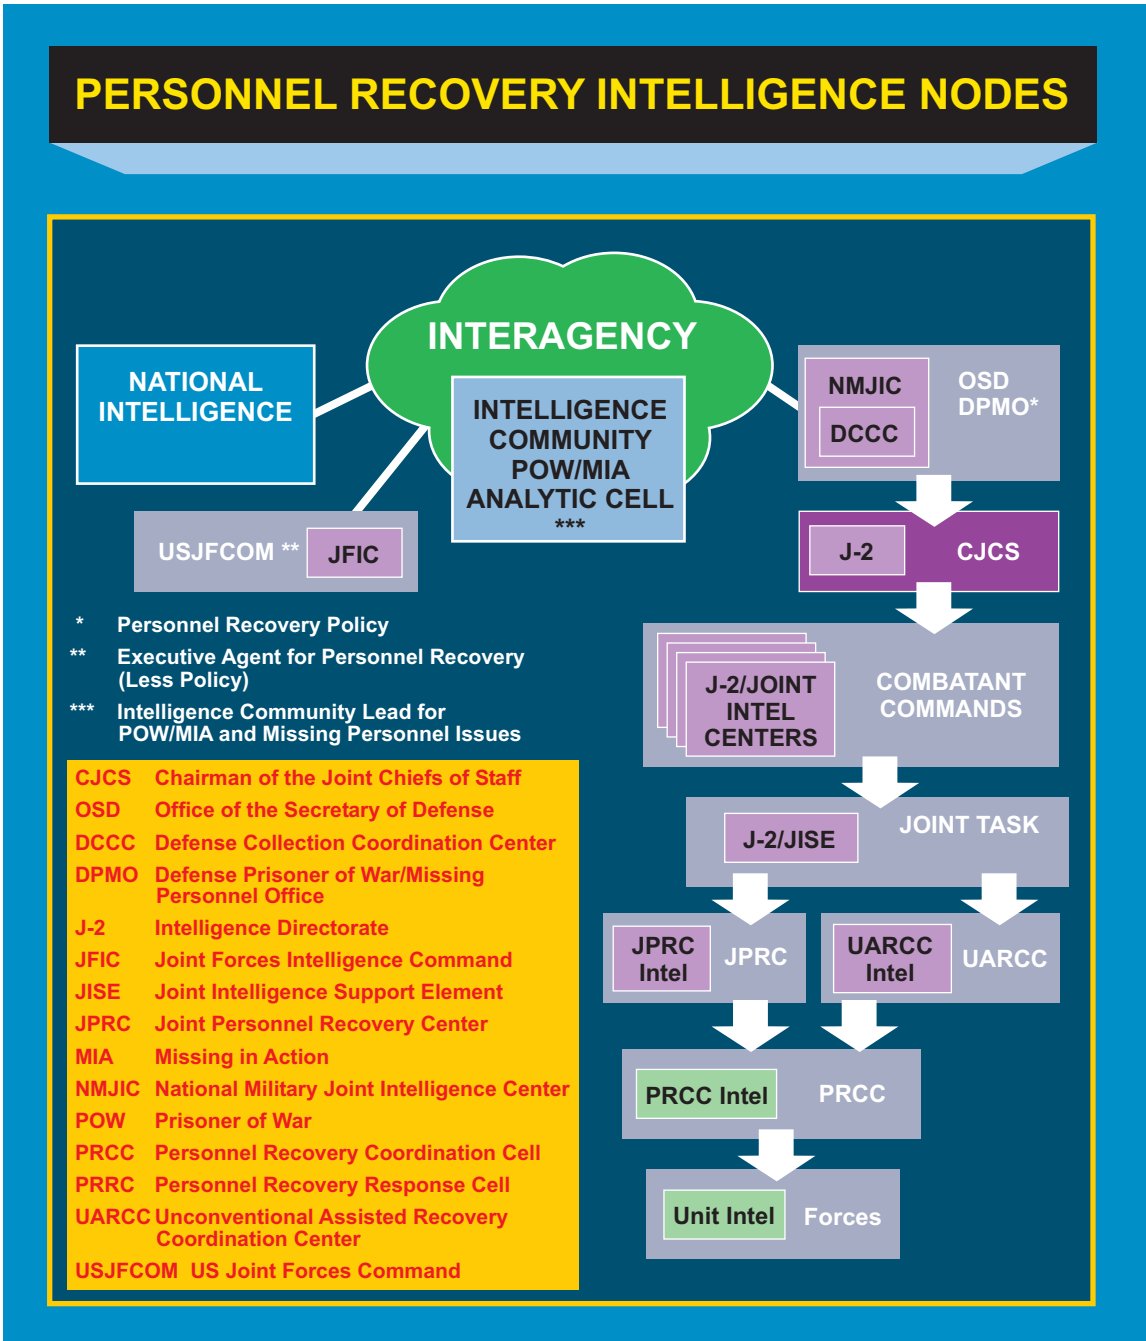 PERSONNEL RECOVERY INTELLIGENCE NODES
INTERAGENCY
NATIONAL
INTELLIGENCE
INTELLIGENCE
COMMUNITY
POW/MIA
ANALYTIC CELL
***
NMJIC
DCCC
OSD
DPMO*
USJFCOM **
JFIC
J-2
CJCS
* Personnel Recovery Policy
** Executive Agent for Personnel Recovery
(Less Policy)
*** Intelligence Community Lead for
POW/MIA and Missing Personnel Issues
J-2/JOINT
INTEL
CENTERS
COMBATANT
COMMANDS
J-2/JISE
JOINT TASK
JPRC
Intel
JPRC
UARCC
Intel
UARCC
PRCC Intel
PRCC
Unit Intel
Forces
CJCS Chairman of the Joint Chiefs of Staff
OSD Office of the Secretary of Defense
DCCC Defense Collection Coordination Center
DPMO Defense Prisoner of War/Missing
Personnel Office
J-2 Intelligence Directorate
JFIC Joint Forces Intelligence Command
JISE Joint Intelligence Support Element
JPRC Joint Personnel Recovery Center
MIA Missing in Action
NMJIC National Military Joint Intelligence Center
POW Prisoner of War
PRCC Personnel Recovery Coordination Cell
PRRC Personnel Recovery Response Cell
UARCC Unconventional Assisted Recovery
Coordination Center
USJFCOM US Joint Forces Command